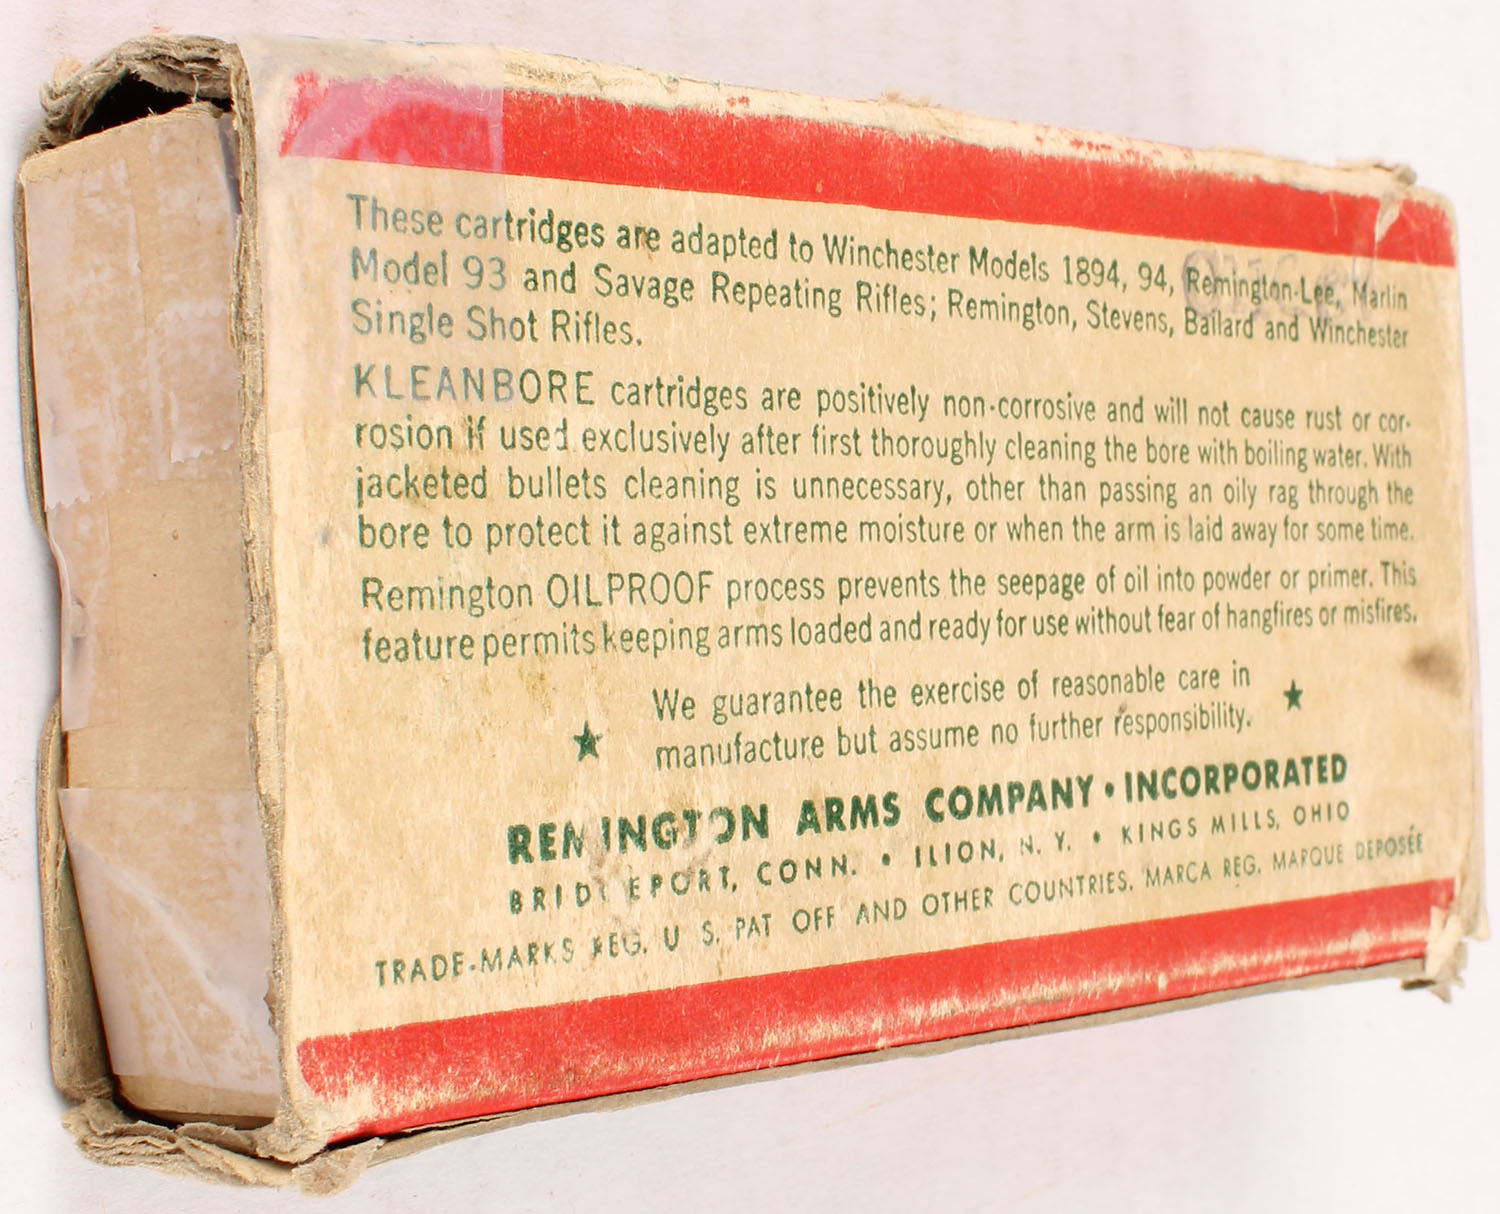 These cartridges are adapted to Winchester Models 1894, 94, Remington-Lee, Marlin
Model 93 and Savage Repeating Rifles; Remington, Stevens, Ballard and Winchester
Single Shot Rifles.
KLEANBORE cartridges are positively non-corrosive and will not cause rust or cor-
rosion if used exclusively after first thoroughly cleaning the bore with boiling water. With
jacketed bullets cleaning is unnecessary, other than passing an oily rag through the
bore to protect it against extreme moisture or when the arm is laid away for some time.
Remington OILPROOF process prevents the seepage of oil into powder or primer. This
feature permits keeping arms loaded and ready for use without fear of hangfires or misfires.
We guarantee the exercise of reasonable care in
★ manufacture but assume no further responsibility. ★
REMINGTON ARMS COMPANY • INCORPORATED
BRIDGEPORT, CONN. • ILION, N. Y. • KINGS MILLS, OHIO
TRADE-MARKS REG. U S. PAT OFF AND OTHER COUNTRIES. MARCA REG. MARQUE DEPOSÉE